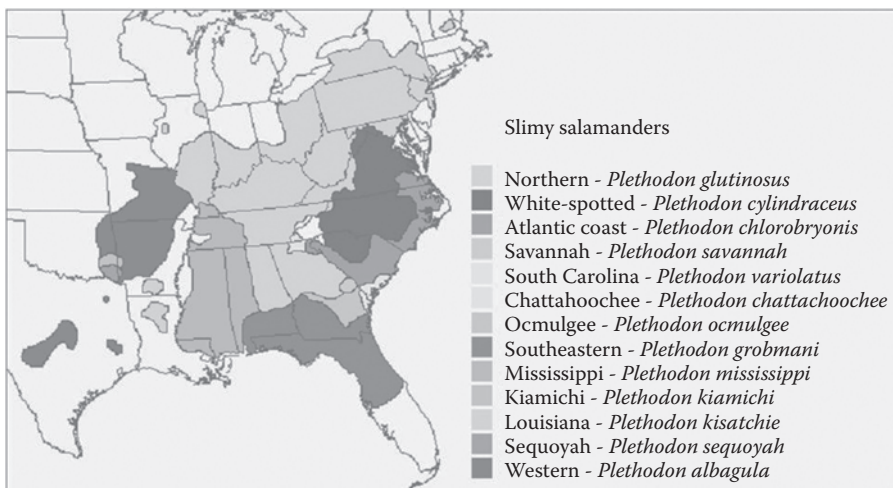 Slimy salamanders
Northern - Plethodon glutinosus
White-spotted - Plethodon cylindraceus
Atlantic coast - Plethodon chlorobryonis
Savannah - Plethodon savannah
South Carolina - Plethodon variolatus
Chattahoochee - Plethodon chattachoochee
Ocmulgee - Plethodon ocmulgee
Southeastern - Plethodon grobmani
Mississippi - Plethodon mississippi
Kiamichi - Plethodon kiamichi
Louisiana - Plethodon kisatchie
Sequoyah - Plethodon sequoyah
Western - Plethodon albagula